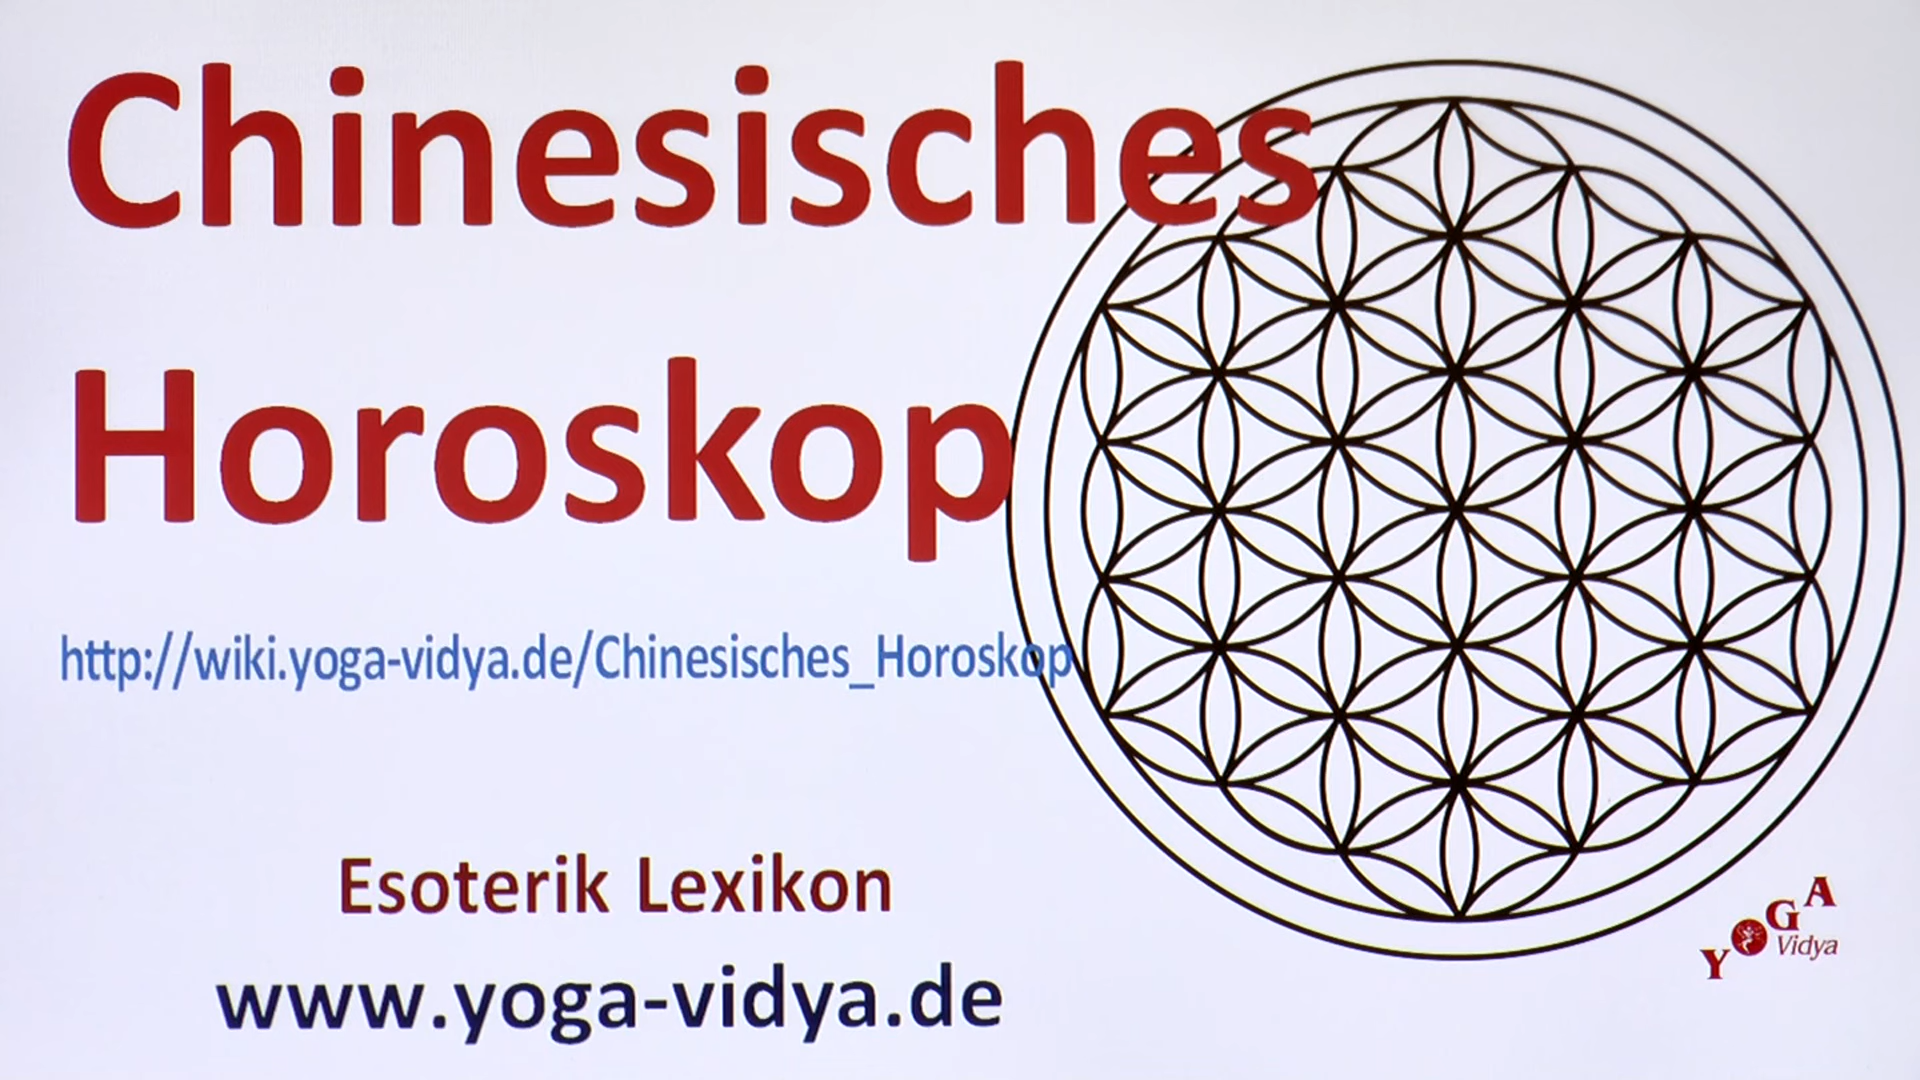 Chinesisches
Horoskop
http://wiki.yoga-vidya.de/Chinesisches_Horoskop
Esoterik Lexikon
www.yoga-vidya.de
YOGA
Vidya